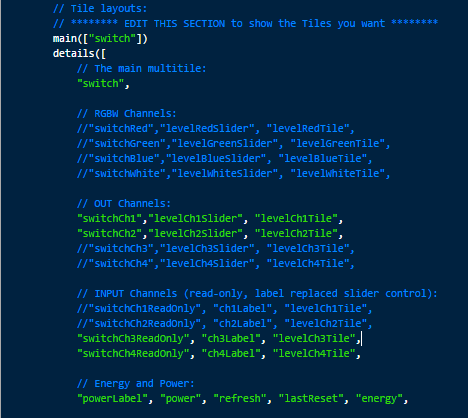 // Tile layouts:
// ******** EDIT THIS SECTION to show the Tiles you want ********
main(["switch"])
details([
// The main multitile:
"switch",
// RGBW Channels:
//"switchRed","levelRedSlider", "levelRedTile",
//"switchGreen","levelGreenSlider", "levelGreenTile",
//"switchBlue","levelBlueSlider", "levelBlueTile",
//"switchWhite","levelWhiteSlider", "levelWhiteTile",
// OUT Channels:
"switchCh1","levelCh1Slider", "levelCh1Tile",
"switchCh2","levelCh2Slider", "levelCh2Tile",
//"switchCh3","levelCh3Slider", "levelCh3Tile",
//"switchCh4","levelCh4Slider", "levelCh4Tile",
// INPUT Channels (read-only, label replaced slider control):
//"switchCh1ReadOnly", "ch1Label", "levelCh1Tile",
//"switchCh2ReadOnly", "ch2Label", "levelCh2Tile",
"switchCh3ReadOnly", "ch3Label", "levelCh3Tile",
"switchCh4ReadOnly", "ch4Label", "levelCh4Tile",
// Energy and Power:
"powerLabel", "power", "refresh", "lastReset", "energy",